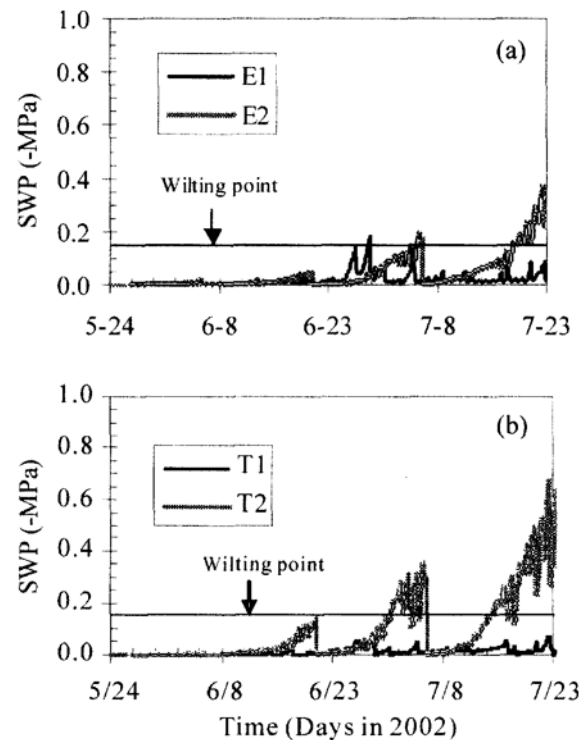 (a)
1.0
0.8
0.6
0.4
0.2
0.0
SWP (-MPa)
E1
E2
Wilting point
5-24 6-8 6-23 7-8 7-23
(b)
1.0
0.8
0.6
0.4
0.2
0.0
SWP (-MPa)
T1
T2
Wilting point
5/24 6/8 6/23 7/8 7/23
Time (Days in 2002)